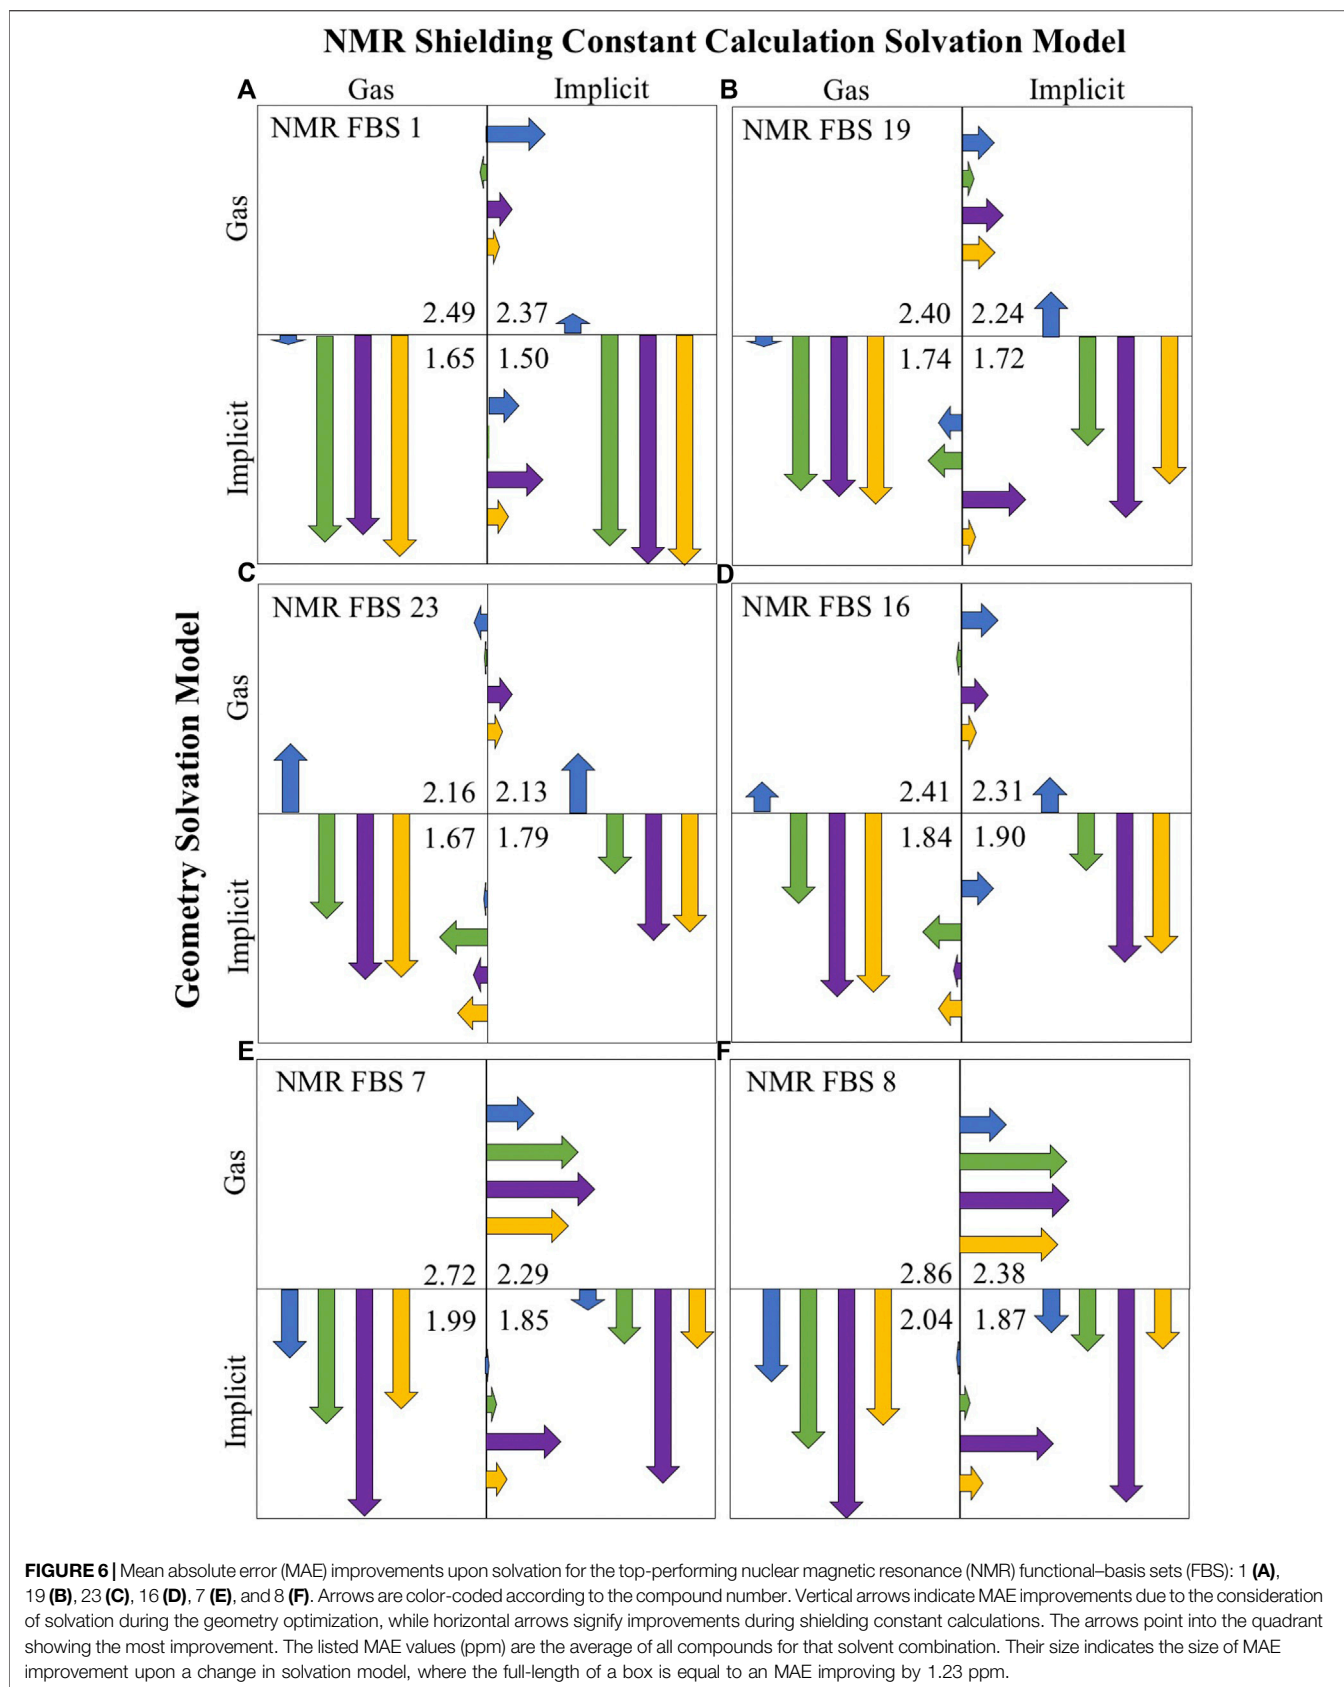 NMR Shielding Constant Calculation Solvation Model
A Gas Implicit B Gas Implicit
NMR FBS 1 NMR FBS 19
Gas
2.49 2.37 2.40 2.24
1.65 1.50 1.74 1.72
Implicit
C D
NMR FBS 23 NMR FBS 16
Gas
Geometry Solvation Model
2.16 2.13 2.41 2.31
1.67 1.79 1.84 1.90
Implicit
E F
NMR FBS 7 NMR FBS 8
Gas
2.72 2.29 2.86 2.38
1.99 1.85 2.04 1.87
Implicit
FIGURE 6 | Mean absolute error (MAE) improvements upon solvation for the top-performing nuclear magnetic resonance (NMR) functional–basis sets (FBS): 1 (A),
19 (B), 23 (C), 16 (D), 7 (E), and 8 (F). Arrows are color-coded according to the compound number. Vertical arrows indicate MAE improvements due to the consideration
of solvation during the geometry optimization, while horizontal arrows signify improvements during shielding constant calculations. The arrows point into the quadrant
showing the most improvement. The listed MAE values (ppm) are the average of all compounds for that solvent combination. Their size indicates the size of MAE
improvement upon a change in solvation model, where the full-length of a box is equal to an MAE improving by 1.23 ppm.